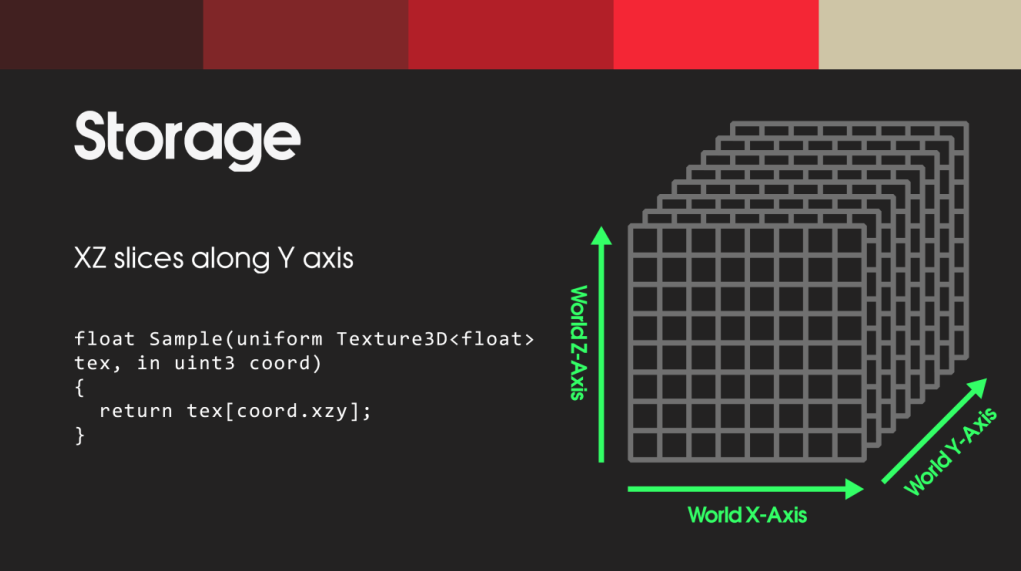 Storage
XZ slices along Y axis
float Sample(uniform Texture3D<float>
tex, in uint3 coord)
{
  return tex[coord.xzy];
}
World Z-Axis
World Y-Axis
World X-Axis